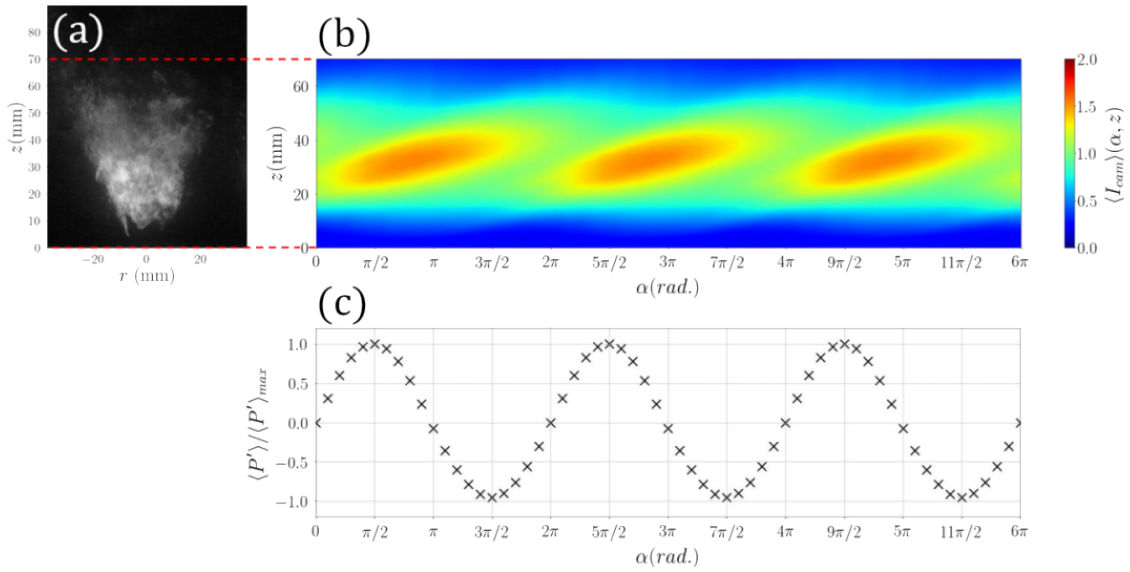 (a)
(b)
90
80
70
60
50
40
30
20
10
0
z(mm)
−20
0
20
r (mm)
60
40
20
0
z(mm)
0
π/2
π
3π/2
2π
5π/2
3π
7π/2
4π
9π/2
5π
11π/2
6π
α(rad.)
2.0
1.5
1.0
0.5
0.0
⟨I_cam⟩(α, z)
(c)
1.0
0.5
0.0
−0.5
−1.0
⟨P'⟩/⟨P'⟩_max
0
π/2
π
3π/2
2π
5π/2
3π
7π/2
4π
9π/2
5π
11π/2
6π
α(rad.)